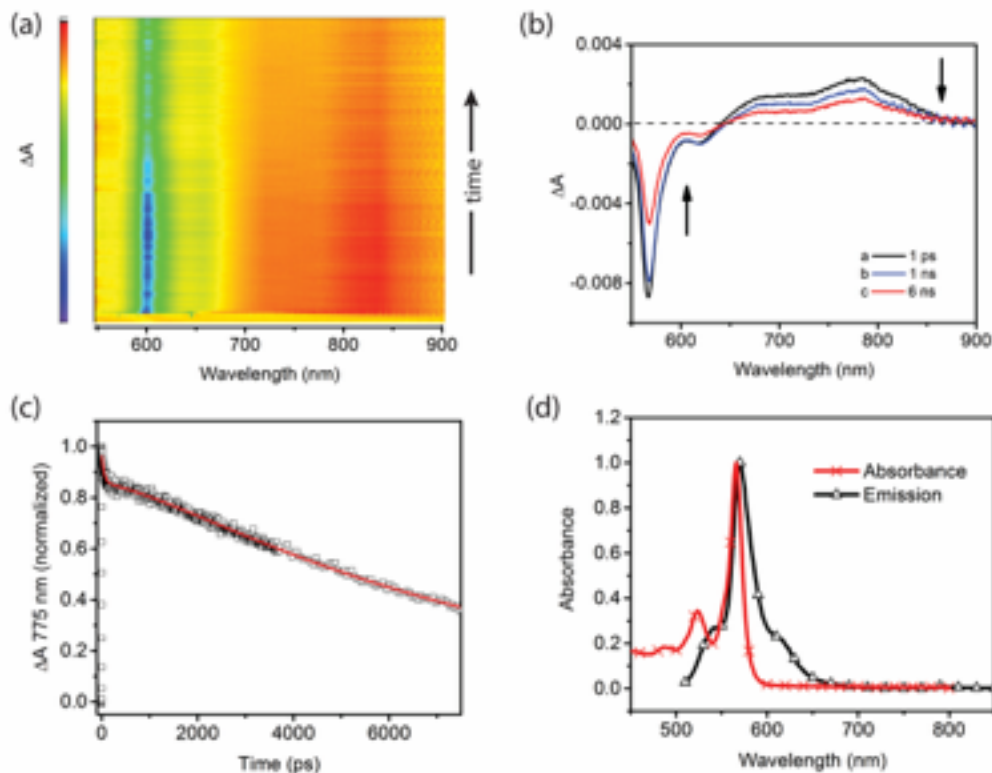 (a)
ΔA
600 700 800 900
Wavelength (nm)
time
(b)
0.004
0.000
-0.004
-0.008
ΔA
a 1 ps
b 1 ns
c 6 ns
600 700 800 900
Wavelength (nm)
(c)
1.0
0.8
0.6
0.4
0.2
0.0
ΔA 775 nm (normalized)
0 2000 4000 6000
Time (ps)
(d)
1.2
1.0
0.8
0.6
0.4
0.2
0.0
Absorbance
Absorbance
Emission
500 600 700 800
Wavelength (nm)